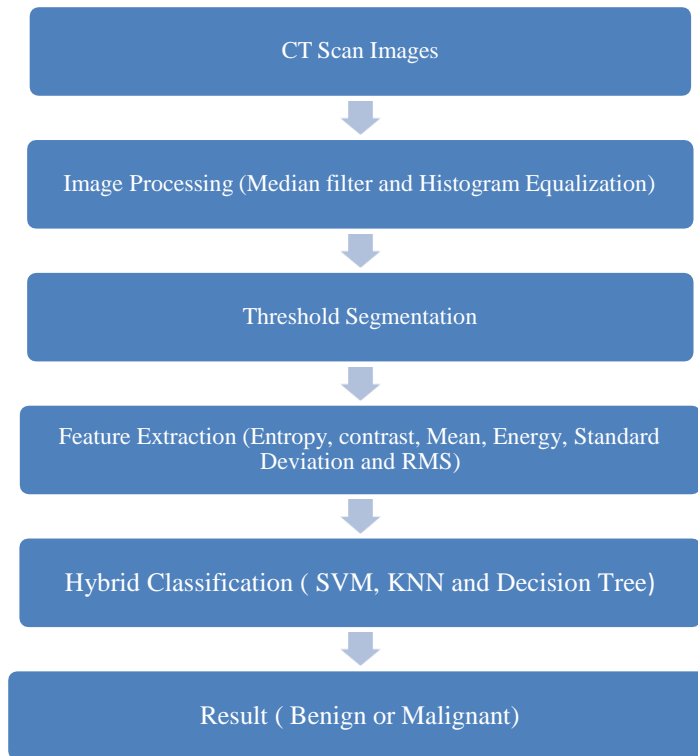 CT Scan Images
Image Processing (Median filter and Histogram Equalization)
Threshold Segmentation
Feature Extraction (Entropy, contrast, Mean, Energy, Standard
Deviation and RMS)
Hybrid Classification ( SVM, KNN and Decision Tree)
Result ( Benign or Malignant)